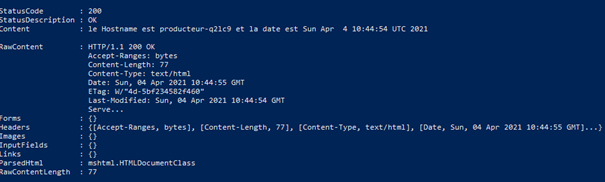 StatusCode : 200
StatusDescription : OK
Content : le Hostname est producteur-q2lc9 et la date est Sun Apr 4 10:44:54 UTC 2021
RawContent : HTTP/1.1 200 OK
Accept-Ranges: bytes
Content-Length: 77
Content-Type: text/html
Date: Sun, 04 Apr 2021 10:44:55 GMT
ETag: W/"4d-5bf234582f460"
Last-Modified: Sun, 04 Apr 2021 10:44:54 GMT
Serve...
Forms : {}
Headers : {[Accept-Ranges, bytes], [Content-Length, 77], [Content-Type, text/html], [Date, Sun, 04 Apr 2021 10:44:55 GMT]...}
Images : {}
InputFields : {}
Links : {}
ParsedHtml : mshtml.HTMLDocumentClass
RawContentLength : 77